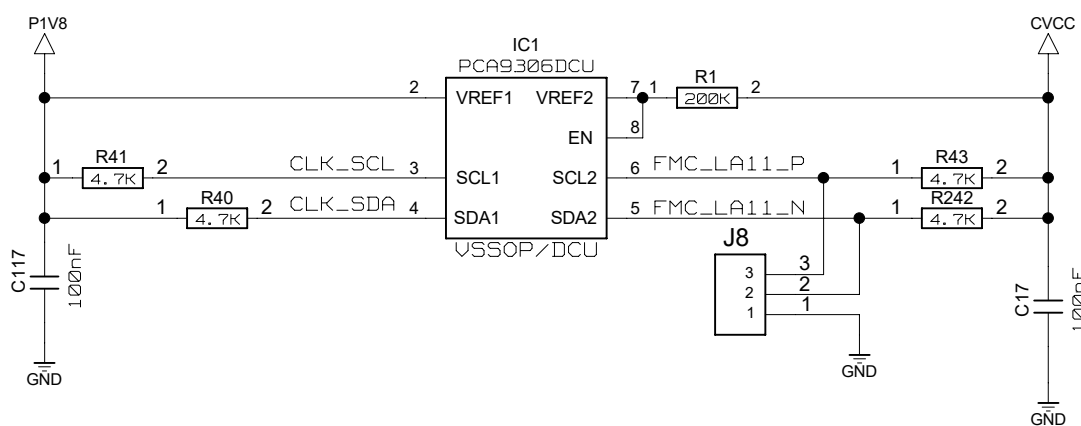 P1V8
CVCC
IC1
PCA9306DCU
2 VREF1 VREF2 7 1 R1 2
200K
EN 8
1 R41 2 CLK_SCL 3 SCL1 SCL2 6 FMC_LA11_P 1 R43 2
4.7K 4.7K
1 R40 2 CLK_SDA 4 SDA1 SDA2 5 FMC_LA11_N 1 R242 2
4.7K 4.7K
VSSOP/DCU
J8
C117 100nF
3 3
2 2
1 1
C17 100nF
GND
GND
GND